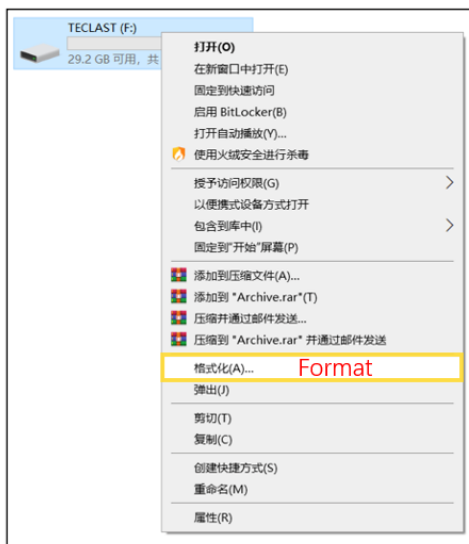 TECLAST (F:)
29.2 GB 可用，共
打开(O)
在新窗口中打开(E)
固定到快速访问
启用 BitLocker(B)
打开自动播放(Y)...
使用火绒安全进行杀毒
授予访问权限(G)
以便携式设备方式打开
包含到库中(I)
固定到"开始"屏幕(P)
添加到压缩文件(A)...
添加到 "Archive.rar"(T)
压缩并通过邮件发送...
压缩到 "Archive.rar" 并通过邮件发送
格式化(A)... Format
弹出(J)
剪切(T)
复制(C)
创建快捷方式(S)
重命名(M)
属性(R)